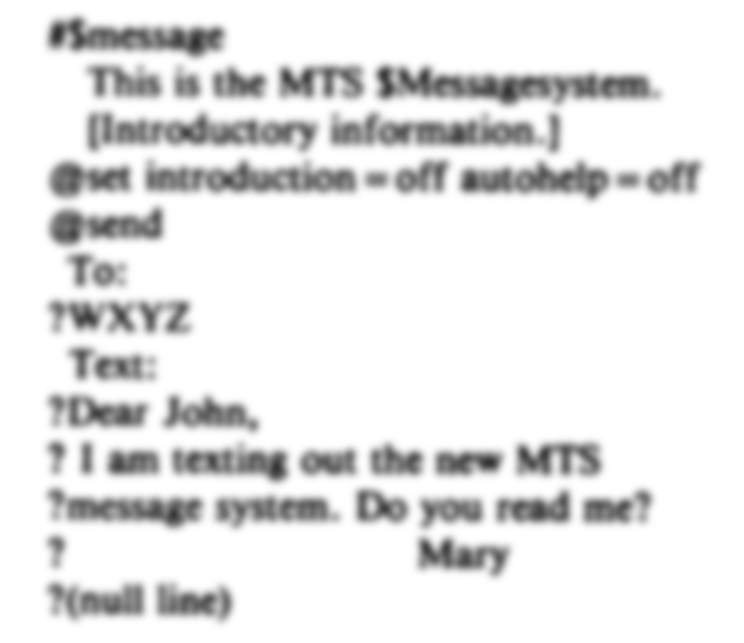 #$message
This is the MTS $Messagesystem.
[Introductory information.]
@set introduction=off autohelp=off
@send
To:
?WXYZ
Text:
?Dear John,
? I am texting out the new MTS
?message system. Do you read me?
? Mary
?(null line)